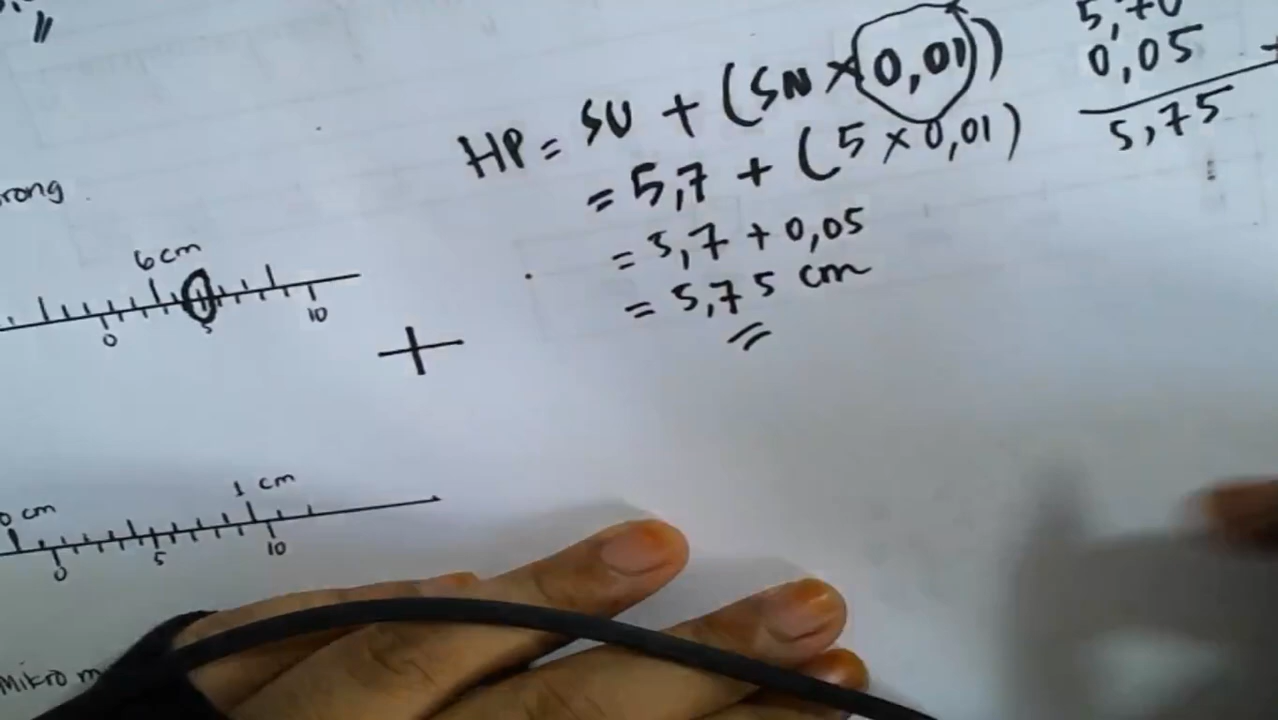 HP = SU + (SN × 0,01)
= 5,7 + (5 × 0,01)
= 5,7 + 0,05
= 5,75 cm
5,70
0,05 +
5,75
rong
6 cm
0 5 10
0 cm 1 cm
0 5 10
Mikro m